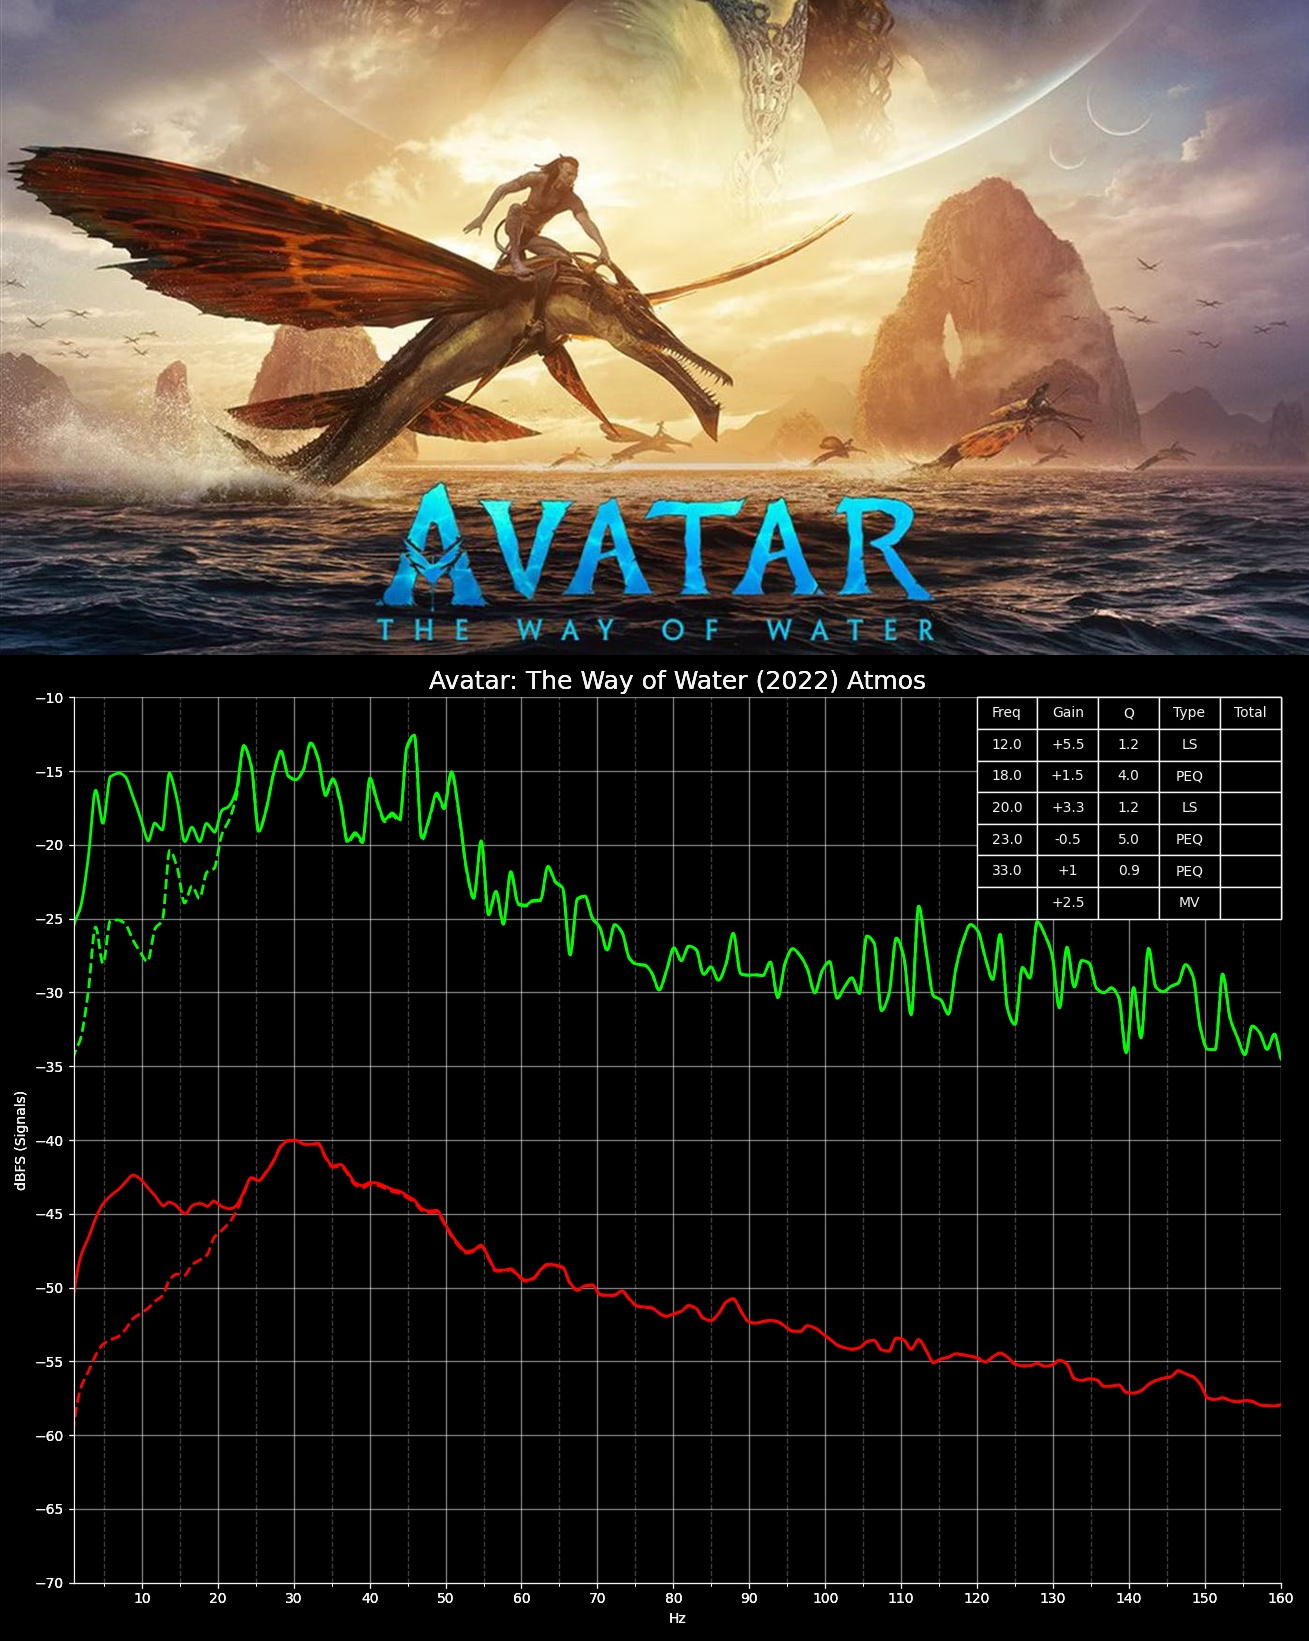 AVATAR
THE WAY OF WATER
Avatar: The Way of Water (2022) Atmos
Freq Gain Q Type Total
12.0 +5.5 1.2 LS
18.0 +1.5 4.0 PEQ
20.0 +3.3 1.2 LS
23.0 -0.5 5.0 PEQ
33.0 +1 0.9 PEQ
+2.5 MV
−10
−15
−20
−25
−30
−35
−40
−45
−50
−55
−60
−65
−70
dBFS (Signals)
10 20 30 40 50 60 70 80 90 100 110 120 130 140 150 160
Hz